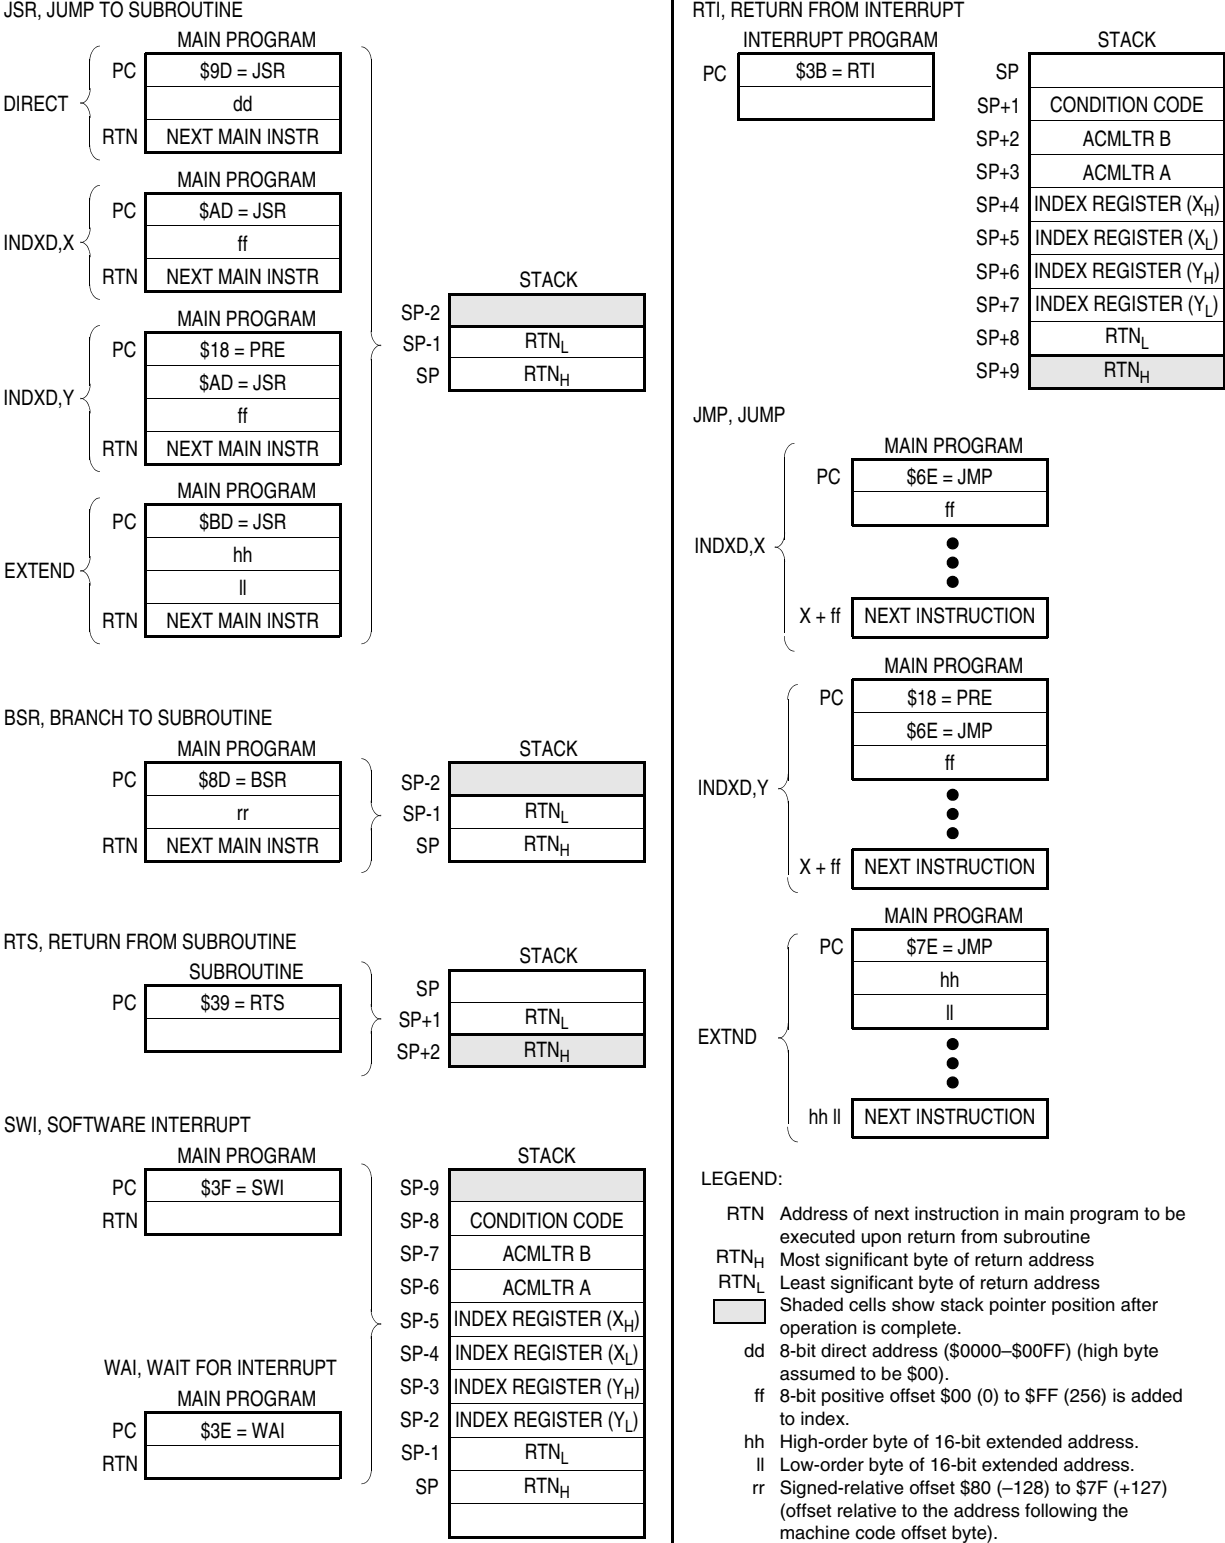 JSR, JUMP TO SUBROUTINE
MAIN PROGRAM
DIRECT
PC $9D = JSR
dd
RTN NEXT MAIN INSTR
MAIN PROGRAM
INDXD,X
PC $AD = JSR
ff
RTN NEXT MAIN INSTR
MAIN PROGRAM
INDXD,Y
PC $18 = PRE
$AD = JSR
ff
RTN NEXT MAIN INSTR
MAIN PROGRAM
EXTEND
PC $BD = JSR
hh
ll
RTN NEXT MAIN INSTR
STACK
SP-2
SP-1 RTNL
SP RTNH
BSR, BRANCH TO SUBROUTINE
MAIN PROGRAM
PC $8D = BSR
rr
RTN NEXT MAIN INSTR
STACK
SP-2
SP-1 RTNL
SP RTNH
RTS, RETURN FROM SUBROUTINE
SUBROUTINE
PC $39 = RTS
STACK
SP
SP+1 RTNL
SP+2 RTNH
SWI, SOFTWARE INTERRUPT
MAIN PROGRAM
PC $3F = SWI
RTN
WAI, WAIT FOR INTERRUPT
MAIN PROGRAM
PC $3E = WAI
RTN
STACK
SP-9
SP-8 CONDITION CODE
SP-7 ACMLTR B
SP-6 ACMLTR A
SP-5 INDEX REGISTER (XH)
SP-4 INDEX REGISTER (XL)
SP-3 INDEX REGISTER (YH)
SP-2 INDEX REGISTER (YL)
SP-1 RTNL
SP RTNH
RTI, RETURN FROM INTERRUPT
INTERRUPT PROGRAM
PC $3B = RTI
STACK
SP
SP+1 CONDITION CODE
SP+2 ACMLTR B
SP+3 ACMLTR A
SP+4 INDEX REGISTER (XH)
SP+5 INDEX REGISTER (XL)
SP+6 INDEX REGISTER (YH)
SP+7 INDEX REGISTER (YL)
SP+8 RTNL
SP+9 RTNH
JMP, JUMP
MAIN PROGRAM
INDXD,X
PC $6E = JMP
ff
X + ff NEXT INSTRUCTION
MAIN PROGRAM
INDXD,Y
PC $18 = PRE
$6E = JMP
ff
X + ff NEXT INSTRUCTION
MAIN PROGRAM
EXTND
PC $7E = JMP
hh
ll
hh ll NEXT INSTRUCTION
LEGEND:
RTN Address of next instruction in main program to be
executed upon return from subroutine
RTNH Most significant byte of return address
RTNL Least significant byte of return address
Shaded cells show stack pointer position after
operation is complete.
dd 8-bit direct address ($0000–$00FF) (high byte
assumed to be $00).
ff 8-bit positive offset $00 (0) to $FF (256) is added
to index.
hh High-order byte of 16-bit extended address.
ll Low-order byte of 16-bit extended address.
rr Signed-relative offset $80 (–128) to $7F (+127)
(offset relative to the address following the
machine code offset byte).